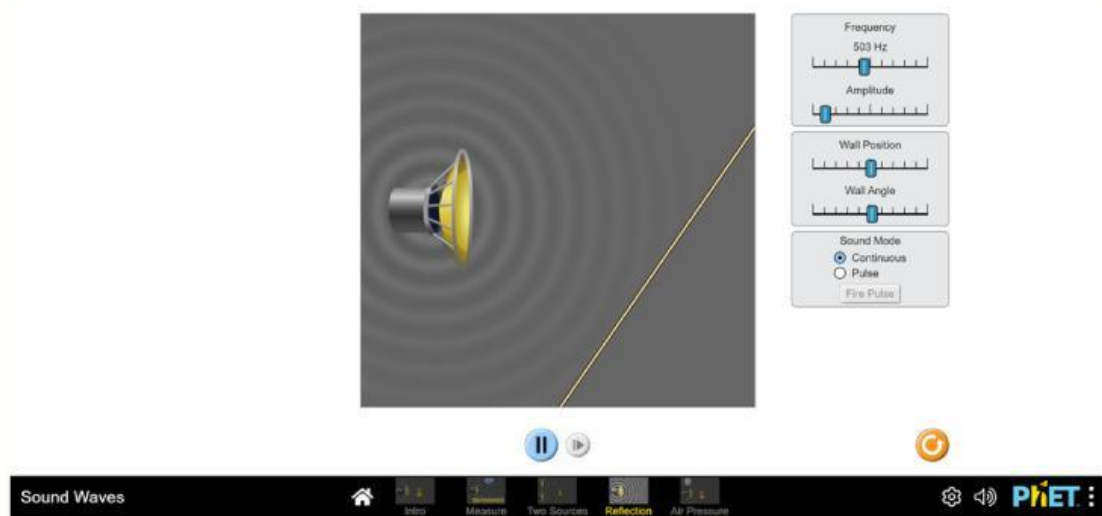 Frequency
503 Hz
Amplitude
Wall Position
Wall Angle
Sound Mode
Continuous
Pulse
Fire Pulse
Sound Waves
Intro
Measure
Two Sources
Reflection
Air Pressure
PhET